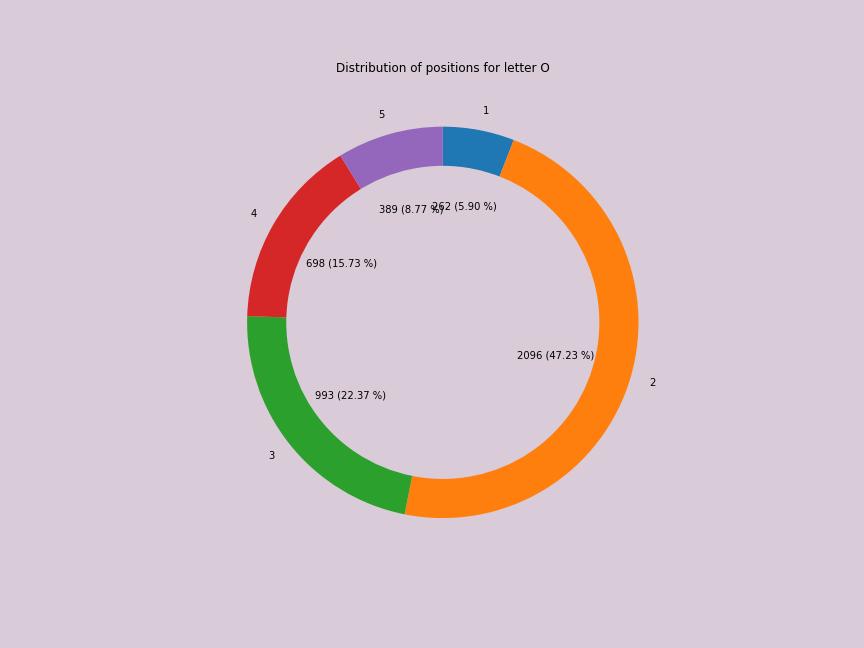 Distribution of positions for letter O
1
5
262 (5.90 %)
389 (8.77 %)
4
698 (15.73 %)
2096 (47.23 %)
2
993 (22.37 %)
3